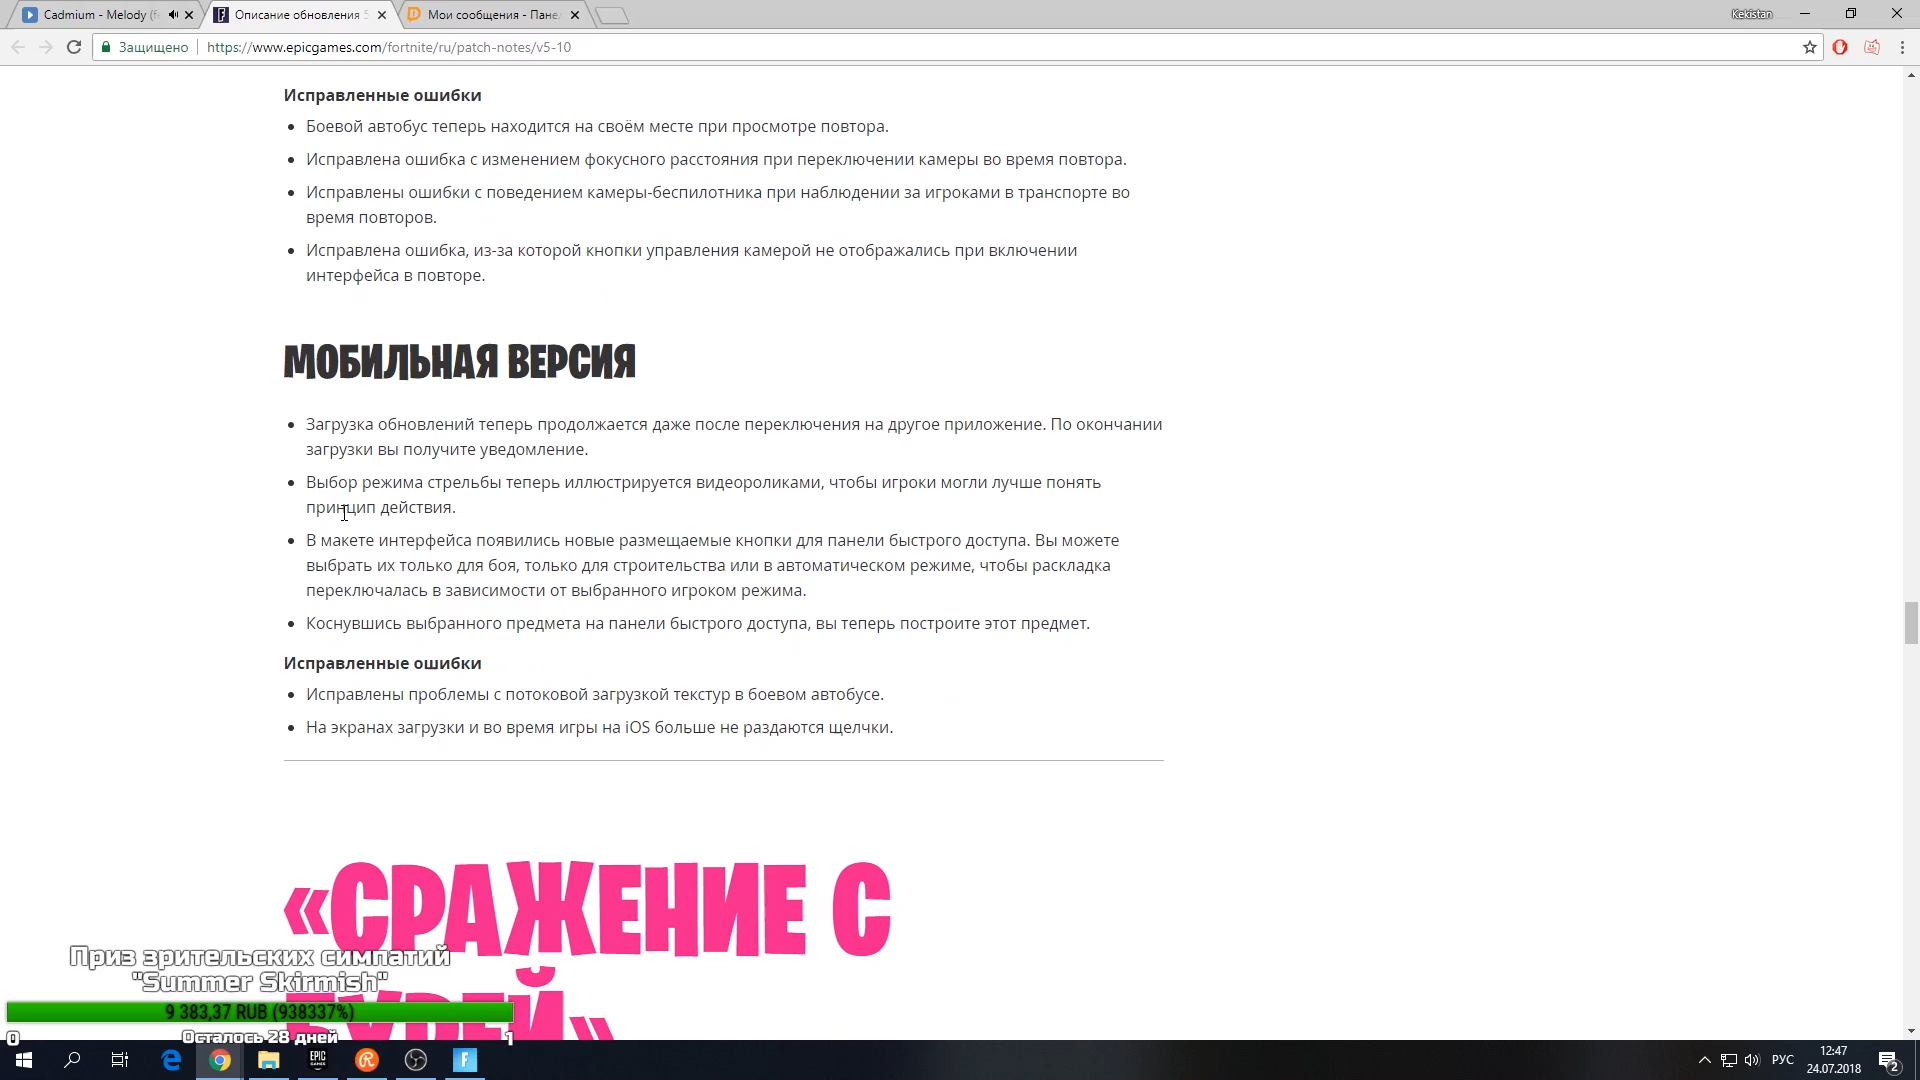 Cadmium - Melody (f
Описание обновления 5
Мои сообщения - Пане
Kekistan
Защищено
https://www.epicgames.com/fortnite/ru/patch-notes/v5-10
Исправленные ошибки
Боевой автобус теперь находится на своём месте при просмотре повтора.
Исправлена ошибка с изменением фокусного расстояния при переключении камеры во время повтора.
Исправлены ошибки с поведением камеры-беспилотника при наблюдении за игроками в транспорте во
время повторов.
Исправлена ошибка, из-за которой кнопки управления камерой не отображались при включении
интерфейса в повторе.
МОБИЛЬНАЯ ВЕРСИЯ
Загрузка обновлений теперь продолжается даже после переключения на другое приложение. По окончании
загрузки вы получите уведомление.
Выбор режима стрельбы теперь иллюстрируется видеороликами, чтобы игроки могли лучше понять
принцип действия.
В макете интерфейса появились новые размещаемые кнопки для панели быстрого доступа. Вы можете
выбрать их только для боя, только для строительства или в автоматическом режиме, чтобы раскладка
переключалась в зависимости от выбранного игроком режима.
Коснувшись выбранного предмета на панели быстрого доступа, вы теперь построите этот предмет.
Исправленные ошибки
Исправлены проблемы с потоковой загрузкой текстур в боевом автобусе.
На экранах загрузки и во время игры на iOS больше не раздаются щелчки.
«СРАЖЕНИЕ С
БУРЕЙ»
Приз зрительских симпатий
"Summer Skirmish"
9 383,37 RUB (938337%)
0
Осталось 28 дней
1
EPIC GAMES
РУС
12:47
24.07.2018
2